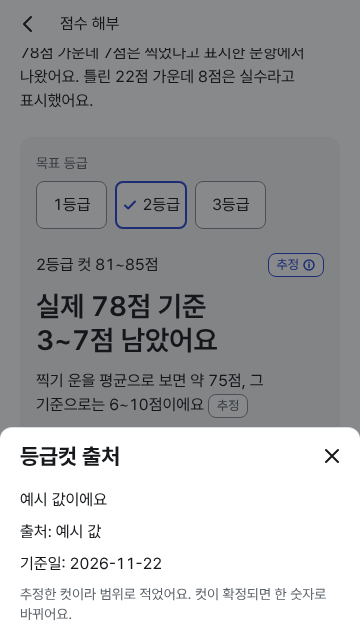 점수 해부
78점 가운데 7점은 찍었다고 표시한 문항에서
나왔어요. 틀린 22점 가운데 8점은 실수라고
표시했어요.
목표 등급
1등급
2등급
3등급
2등급 컷 81~85점
추정
실제 78점 기준
3~7점 남았어요
찍기 운을 평균으로 보면 약 75점, 그
기준으로는 6~10점이에요 추정
등급컷 출처
예시 값이에요
출처: 예시 값
기준일: 2026-11-22
추정한 컷이라 범위로 적었어요. 컷이 확정되면 한 숫자로
바뀌어요.